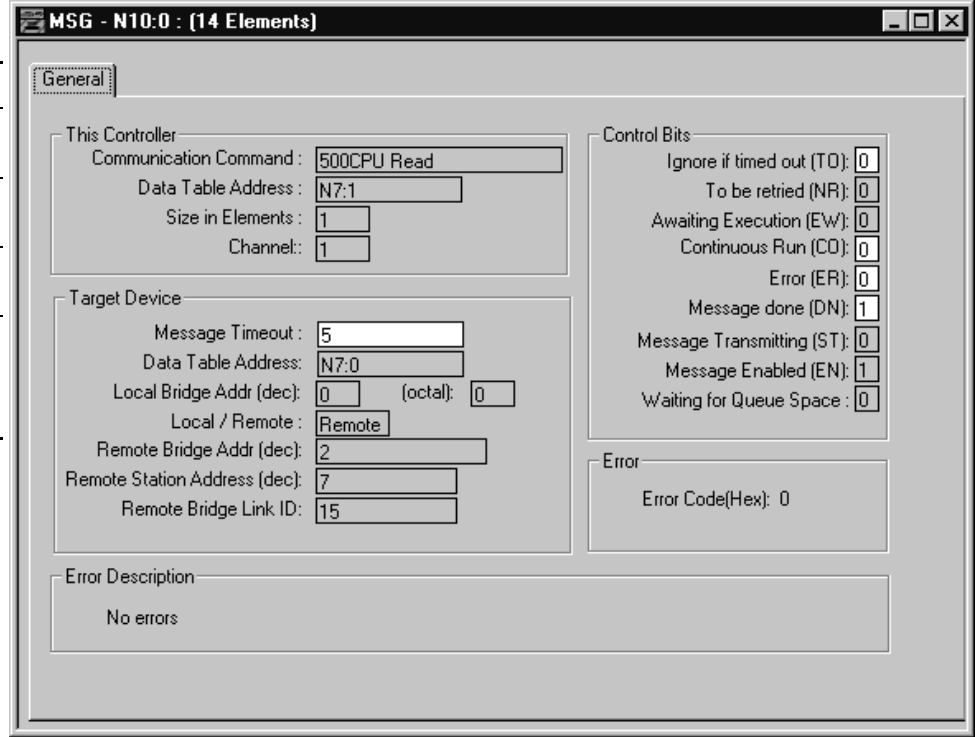 MSG - N10:0 : (14 Elements)
General
This Controller
Communication Command : 500CPU Read
Data Table Address : N7:1
Size in Elements : 1
Channel:: 1
Target Device
Message Timeout : 5
Data Table Address: N7:0
Local Bridge Addr (dec): 0 (octal): 0
Local / Remote : Remote
Remote Bridge Addr (dec): 2
Remote Station Address (dec): 7
Remote Bridge Link ID: 15
Control Bits
Ignore if timed out (TO): 0
To be retried (NR): 0
Awaiting Execution (EW): 0
Continuous Run (CO): 0
Error (ER): 0
Message done (DN): 1
Message Transmitting (ST): 0
Message Enabled (EN): 1
Waiting for Queue Space : 0
Error
Error Code(Hex): 0
Error Description
No errors